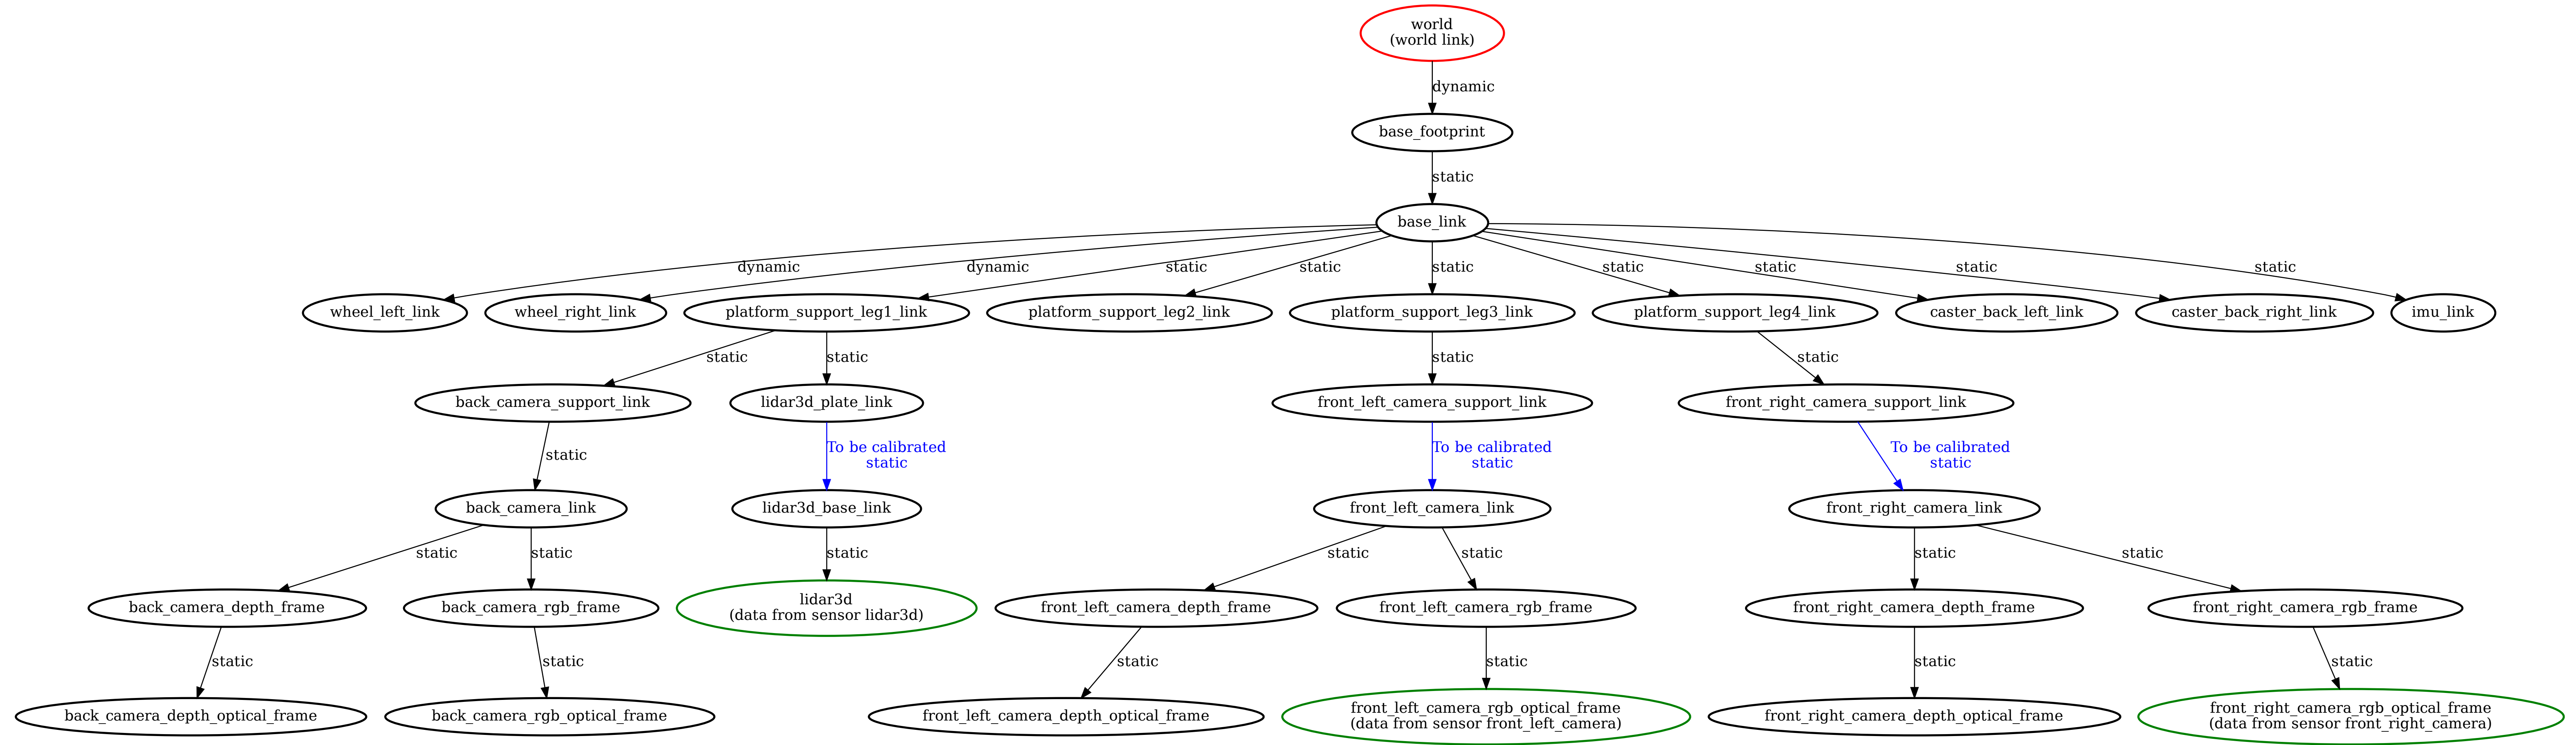 world
(world link)
dynamic
base_footprint
static
base_link
dynamic
dynamic
static
static
static
static
static
static
static
wheel_left_link
wheel_right_link
platform_support_leg1_link
platform_support_leg2_link
platform_support_leg3_link
platform_support_leg4_link
caster_back_left_link
caster_back_right_link
imu_link
static
static
static
static
back_camera_support_link
lidar3d_plate_link
front_left_camera_support_link
front_right_camera_support_link
static
To be calibrated
static
To be calibrated
static
To be calibrated
static
back_camera_link
lidar3d_base_link
front_left_camera_link
front_right_camera_link
static
static
static
static
static
static
static
back_camera_depth_frame
back_camera_rgb_frame
lidar3d
(data from sensor lidar3d)
front_left_camera_depth_frame
front_left_camera_rgb_frame
front_right_camera_depth_frame
front_right_camera_rgb_frame
static
static
static
static
static
static
back_camera_depth_optical_frame
back_camera_rgb_optical_frame
front_left_camera_depth_optical_frame
front_left_camera_rgb_optical_frame
(data from sensor front_left_camera)
front_right_camera_depth_optical_frame
front_right_camera_rgb_optical_frame
(data from sensor front_right_camera)